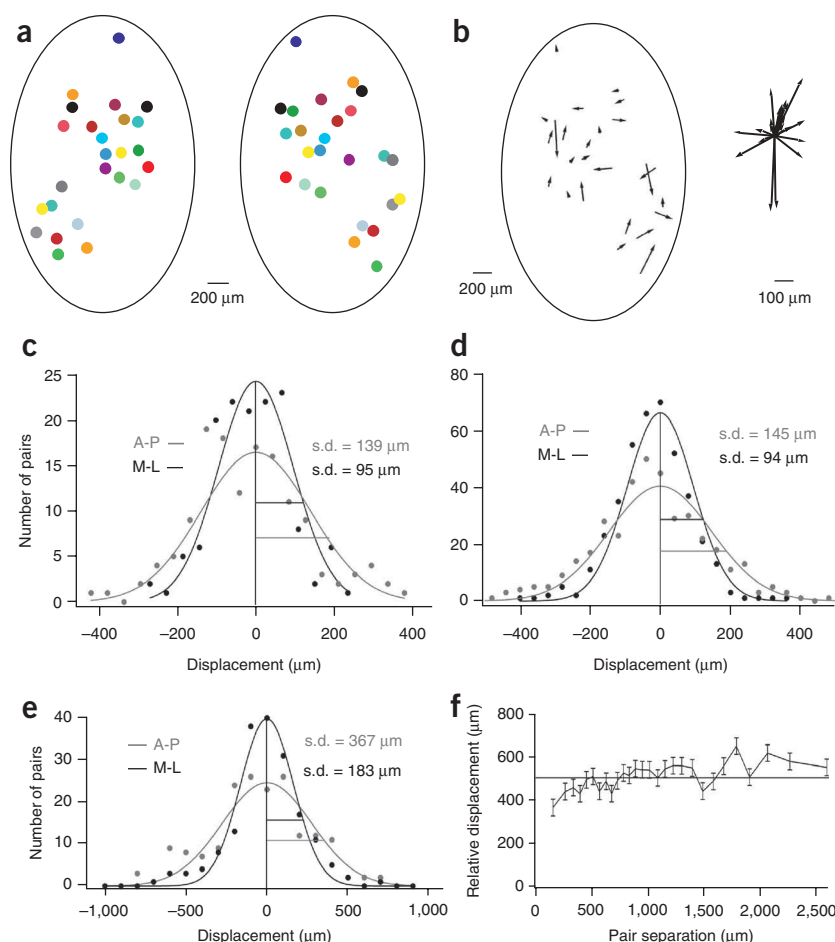 a
b
200 μm
200 μm
100 μm
c
d
Number of pairs
25
20
15
10
5
0
A-P
M-L
s.d. = 139 μm
s.d. = 95 μm
–400
–200
0
200
400
Displacement (μm)
80
60
40
20
0
A-P
M-L
s.d. = 145 μm
s.d. = 94 μm
–400
–200
0
200
400
Displacement (μm)
e
f
Number of pairs
40
30
20
10
0
A-P
M-L
s.d. = 367 μm
s.d. = 183 μm
–1,000
–500
0
500
1,000
Displacement (μm)
Relative displacement (μm)
800
600
400
200
0
0
500
1,000
1,500
2,000
2,500
Pair separation (μm)